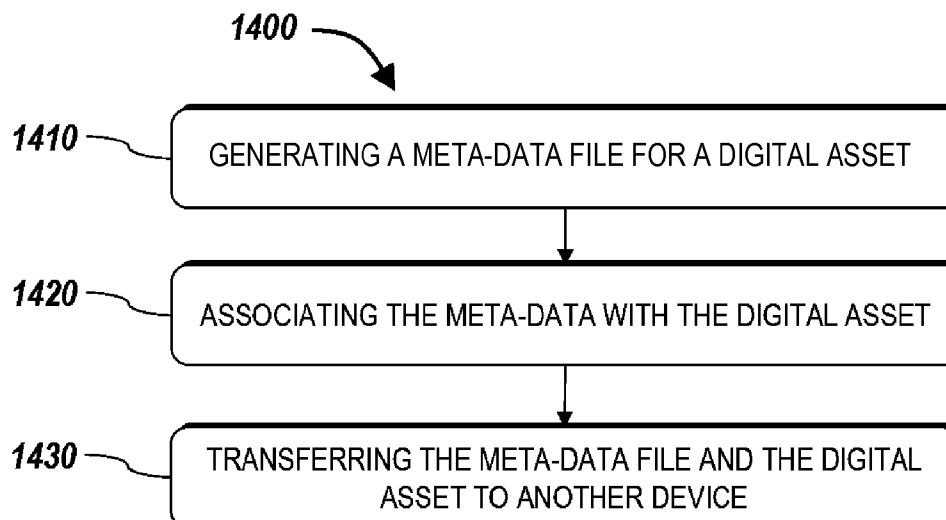 1400
1410
GENERATING A META-DATA FILE FOR A DIGITAL ASSET
1420
ASSOCIATING THE META-DATA WITH THE DIGITAL ASSET
1430
TRANSFERRING THE META-DATA FILE AND THE DIGITAL
ASSET TO ANOTHER DEVICE